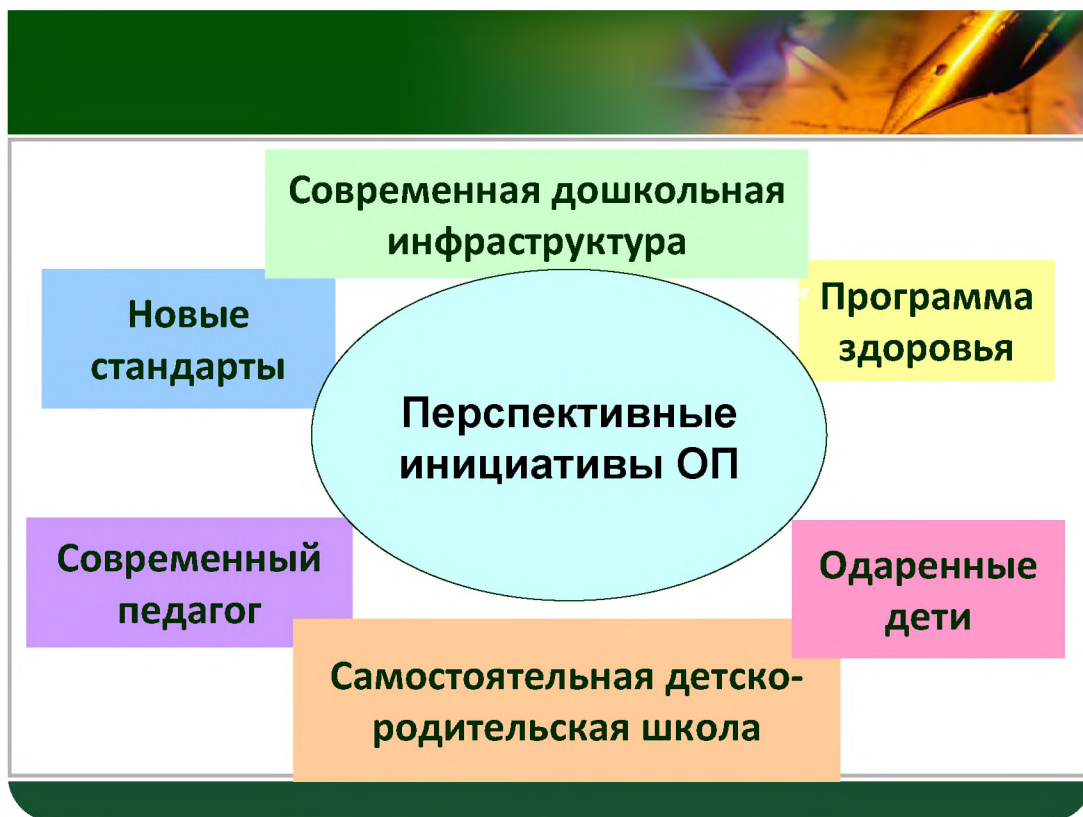 Современная дошкольная
инфраструктура
Новые
стандарты
Программа
здоровья
Перспективные
инициативы ОП
Современный
педагог
Одаренные
дети
Самостоятельная детско-
родительская школа